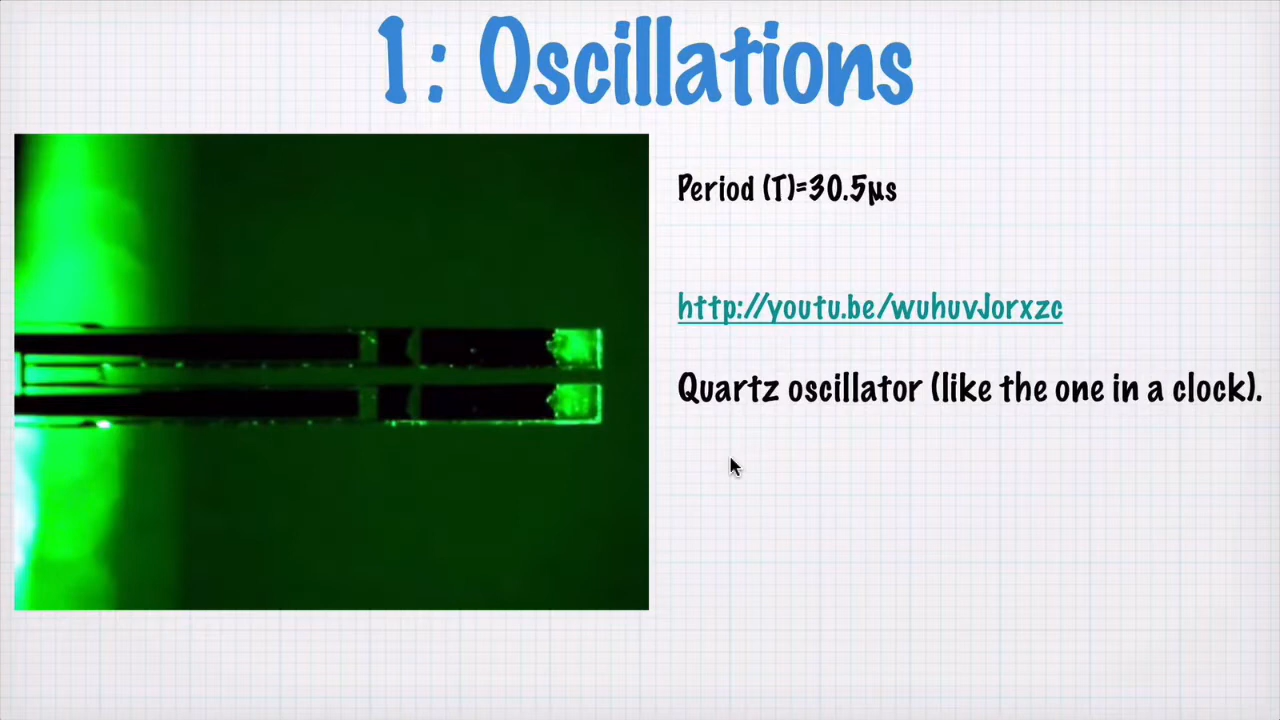 1: Oscillations
Period (T)=30.5µs
http://youtu.be/wuhuvJorxzc
Quartz oscillator (like the one in a clock).